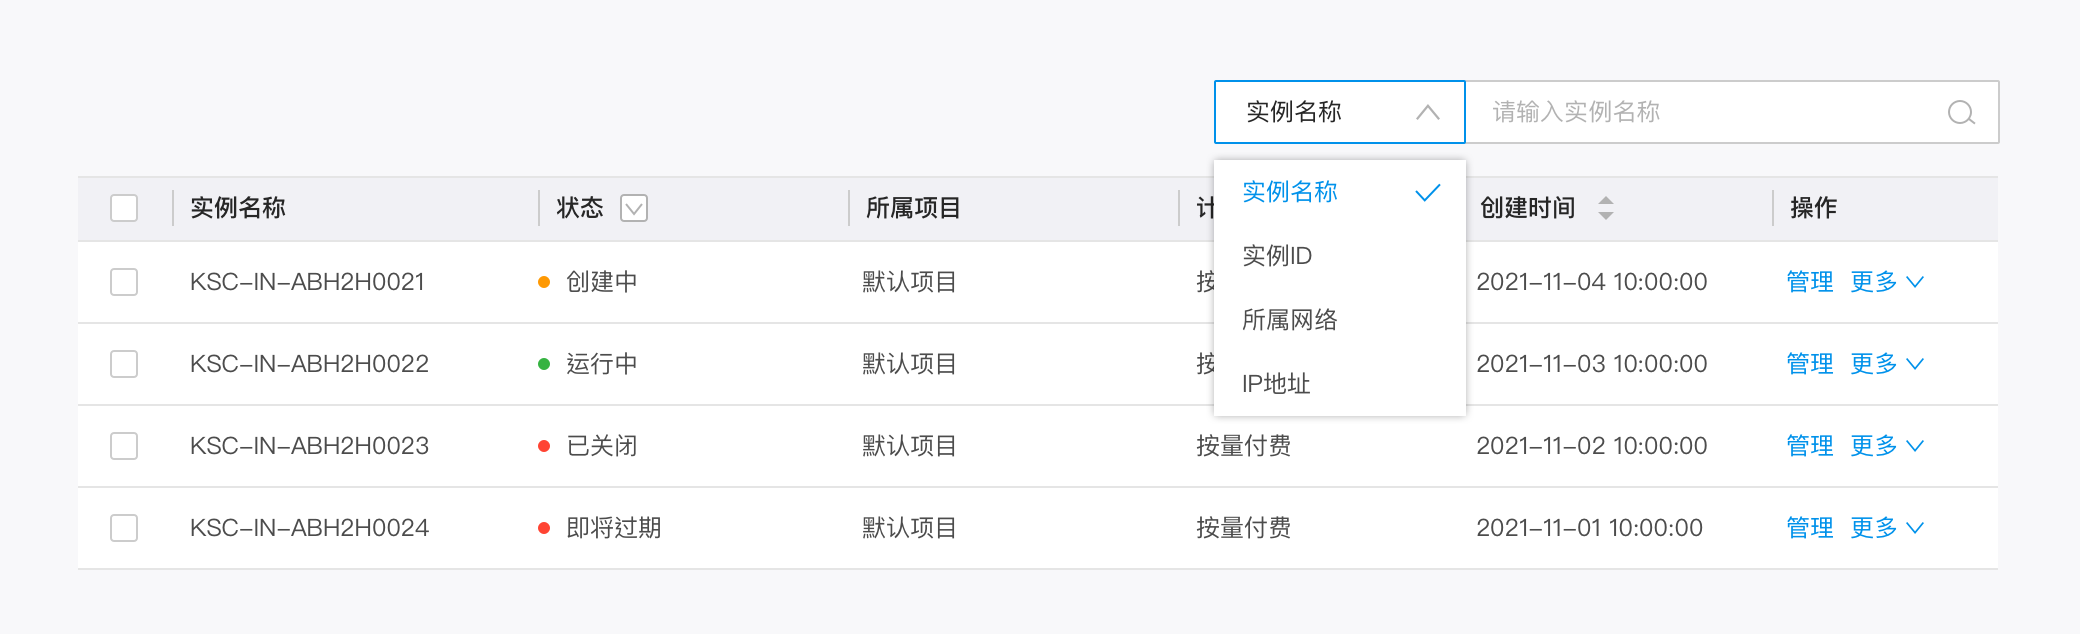 实例名称 请输入实例名称
实例名称
实例ID
所属网络
IP地址
实例名称 状态 所属项目 计 创建时间 操作
KSC-IN-ABH2H0021 创建中 默认项目 按 2021-11-04 10:00:00 管理 更多
KSC-IN-ABH2H0022 运行中 默认项目 按 2021-11-03 10:00:00 管理 更多
KSC-IN-ABH2H0023 已关闭 默认项目 按量付费 2021-11-02 10:00:00 管理 更多
KSC-IN-ABH2H0024 即将过期 默认项目 按量付费 2021-11-01 10:00:00 管理 更多